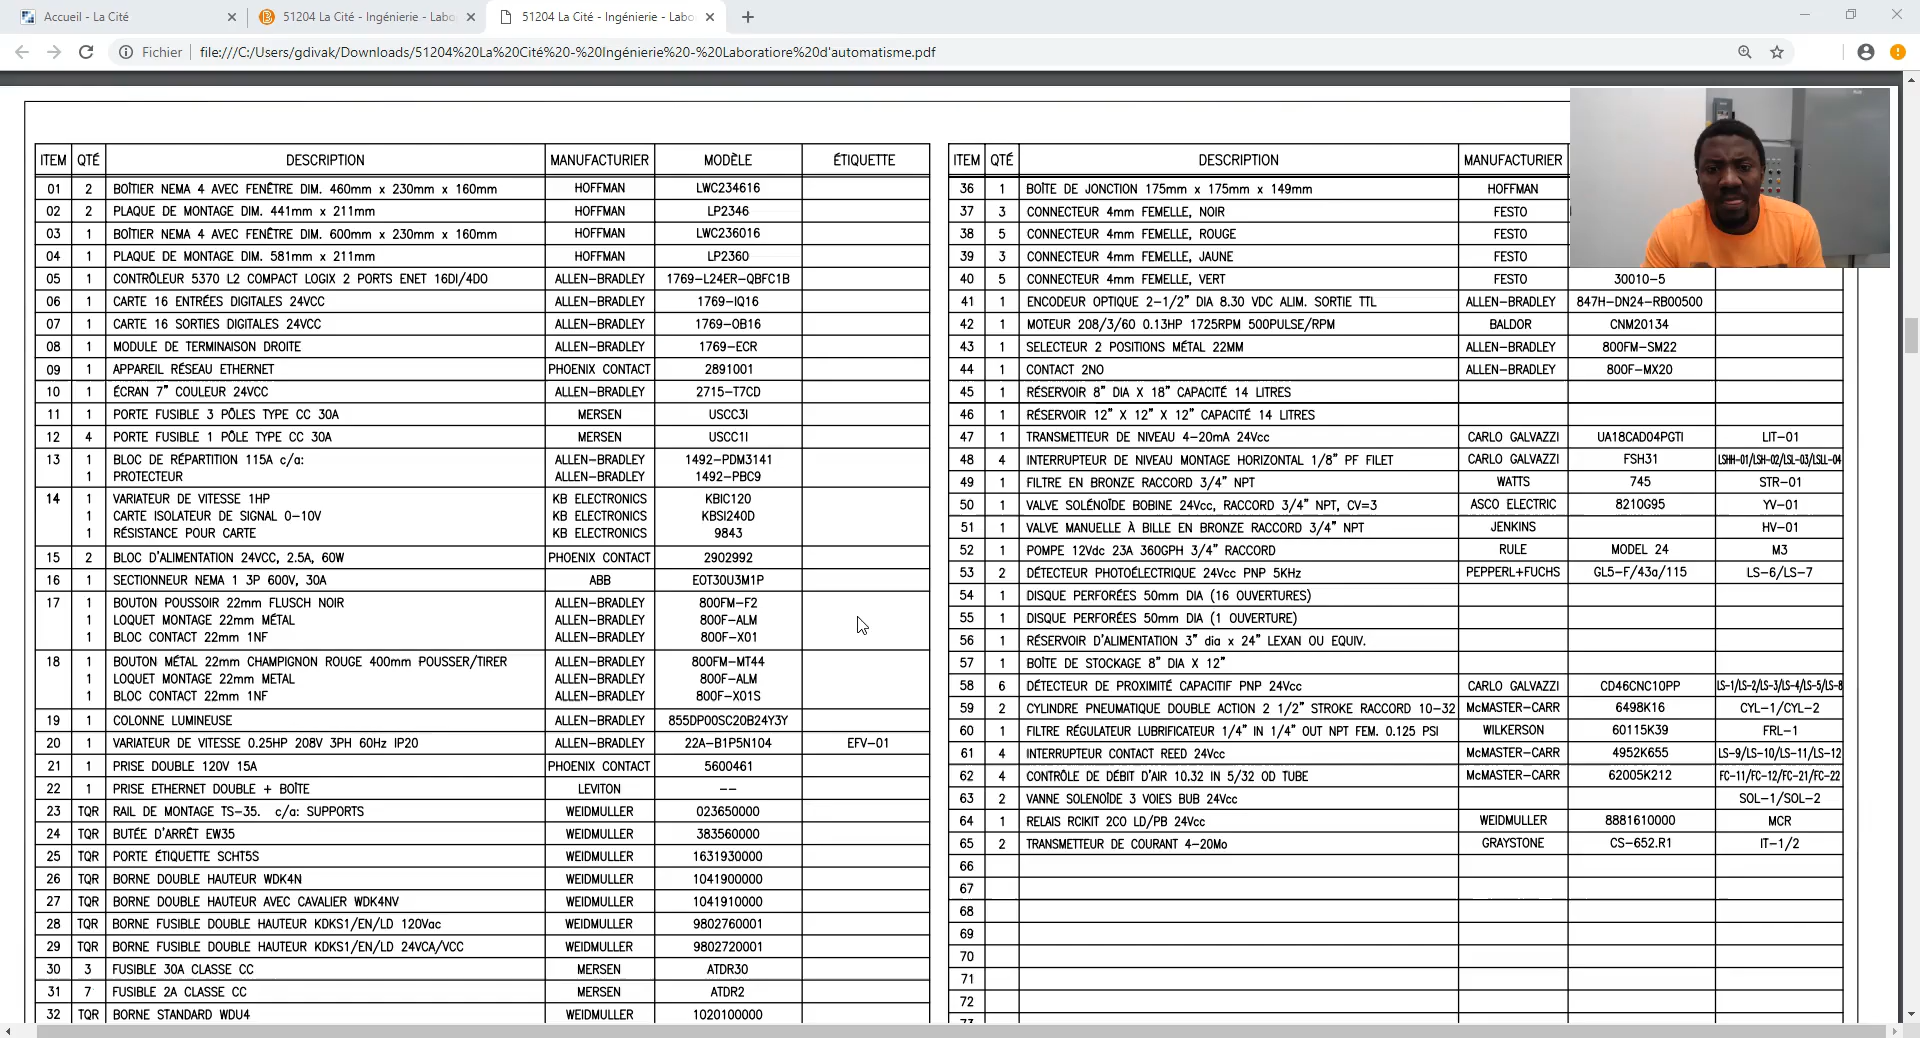 Accueil - La Cité
51204 La Cité - Ingénierie - Labo
51204 La Cité - Ingénierie - Labo
Fichier
file:///C:/Users/gdivak/Downloads/51204%20La%20Cité%20-%20Ingénierie%20-%20Laboratiore%20d'automatisme.pdf
ITEM QTÉ DESCRIPTION MANUFACTURIER MODÈLE ÉTIQUETTE
01 2 BOÎTIER NEMA 4 AVEC FENÊTRE DIM. 460mm x 230mm x 160mm HOFFMAN LWC234616
02 2 PLAQUE DE MONTAGE DIM. 441mm x 211mm HOFFMAN LP2346
03 1 BOÎTIER NEMA 4 AVEC FENÊTRE DIM. 600mm x 230mm x 160mm HOFFMAN LWC236016
04 1 PLAQUE DE MONTAGE DIM. 581mm x 211mm HOFFMAN LP2360
05 1 CONTRÔLEUR 5370 L2 COMPACT LOGIX 2 PORTS ENET 16DI/4DO ALLEN-BRADLEY 1769-L24ER-QBFC1B
06 1 CARTE 16 ENTRÉES DIGITALES 24VCC ALLEN-BRADLEY 1769-IQ16
07 1 CARTE 16 SORTIES DIGITALES 24VCC ALLEN-BRADLEY 1769-OB16
08 1 MODULE DE TERMINAISON DROITE ALLEN-BRADLEY 1769-ECR
09 1 APPAREIL RÉSEAU ETHERNET PHOENIX CONTACT 2891001
10 1 ÉCRAN 7" COULEUR 24VCC ALLEN-BRADLEY 2715-T7CD
11 1 PORTE FUSIBLE 3 PÔLES TYPE CC 30A MERSEN USCC3I
12 4 PORTE FUSIBLE 1 PÔLE TYPE CC 30A MERSEN USCC1I
13 1 BLOC DE RÉPARTITION 115A c/a: ALLEN-BRADLEY 1492-PDM3141
1 PROTECTEUR ALLEN-BRADLEY 1492-PBC9
14 1 VARIATEUR DE VITESSE 1HP KB ELECTRONICS KBIC120
1 CARTE ISOLATEUR DE SIGNAL 0-10V KB ELECTRONICS KBSI240D
1 RÉSISTANCE POUR CARTE KB ELECTRONICS 9843
15 2 BLOC D'ALIMENTATION 24VCC, 2.5A, 60W PHOENIX CONTACT 2902992
16 1 SECTIONNEUR NEMA 1 3P 600V, 30A ABB EOT30U3M1P
17 1 BOUTON POUSSOIR 22mm FLUSCH NOIR ALLEN-BRADLEY 800FM-F2
1 LOQUET MONTAGE 22mm MÉTAL ALLEN-BRADLEY 800F-ALM
1 BLOC CONTACT 22mm 1NF ALLEN-BRADLEY 800F-X01
18 1 BOUTON MÉTAL 22mm CHAMPIGNON ROUGE 400mm POUSSER/TIRER ALLEN-BRADLEY 800FM-MT44
1 LOQUET MONTAGE 22mm METAL ALLEN-BRADLEY 800F-ALM
1 BLOC CONTACT 22mm 1NF ALLEN-BRADLEY 800F-X01S
19 1 COLONNE LUMINEUSE ALLEN-BRADLEY 855DP00SC20B24Y3Y
20 1 VARIATEUR DE VITESSE 0.25HP 208V 3PH 60Hz IP20 ALLEN-BRADLEY 22A-B1P5N104 EFV-01
21 1 PRISE DOUBLE 120V 15A PHOENIX CONTACT 5600461
22 1 PRISE ETHERNET DOUBLE + BOÎTE LEVITON --
23 TQR RAIL DE MONTAGE TS-35. c/a: SUPPORTS WEIDMULLER 023650000
24 TQR BUTÉE D'ARRÊT EW35 WEIDMULLER 383560000
25 TQR PORTE ÉTIQUETTE SCHT5S WEIDMULLER 1631930000
26 TQR BORNE DOUBLE HAUTEUR WDK4N WEIDMULLER 1041900000
27 TQR BORNE DOUBLE HAUTEUR AVEC CAVALIER WDK4NV WEIDMULLER 1041910000
28 TQR BORNE FUSIBLE DOUBLE HAUTEUR KDKS1/EN/LD 120Vac WEIDMULLER 9802760001
29 TQR BORNE FUSIBLE DOUBLE HAUTEUR KDKS1/EN/LD 24VCA/VCC WEIDMULLER 9802720001
30 3 FUSIBLE 30A CLASSE CC MERSEN ATDR30
31 7 FUSIBLE 2A CLASSE CC MERSEN ATDR2
32 TQR BORNE STANDARD WDU4 WEIDMULLER 1020100000
ITEM QTÉ DESCRIPTION MANUFACTURIER
36 1 BOÎTE DE JONCTION 175mm x 175mm x 149mm HOFFMAN
37 3 CONNECTEUR 4mm FEMELLE, NOIR FESTO
38 5 CONNECTEUR 4mm FEMELLE, ROUGE FESTO
39 3 CONNECTEUR 4mm FEMELLE, JAUNE FESTO
40 5 CONNECTEUR 4mm FEMELLE, VERT FESTO 30010-5
41 1 ENCODEUR OPTIQUE 2-1/2" DIA 8.30 VDC ALIM. SORTIE TTL ALLEN-BRADLEY 847H-DN24-RB00500
42 1 MOTEUR 208/3/60 0.13HP 1725RPM 500PULSE/RPM BALDOR CNM20134
43 1 SELECTEUR 2 POSITIONS MÉTAL 22MM ALLEN-BRADLEY 800FM-SM22
44 1 CONTACT 2NO ALLEN-BRADLEY 800F-MX20
45 1 RÉSERVOIR 8" DIA X 18" CAPACITÉ 14 LITRES
46 1 RÉSERVOIR 12" X 12" X 12" CAPACITÉ 14 LITRES
47 1 TRANSMETTEUR DE NIVEAU 4-20mA 24Vcc CARLO GALVAZZI UA18CAD04PGTI LIT-01
48 4 INTERRUPTEUR DE NIVEAU MONTAGE HORIZONTAL 1/8" PF FILET CARLO GALVAZZI FSH31 LSHH-01/LSH-02/LSL-03/LSLL-04
49 1 FILTRE EN BRONZE RACCORD 3/4" NPT WATTS 745 STR-01
50 1 VALVE SOLÉNOÏDE BOBINE 24Vcc, RACCORD 3/4" NPT, CV=3 ASCO ELECTRIC 8210G95 YV-01
51 1 VALVE MANUELLE À BILLE EN BRONZE RACCORD 3/4" NPT JENKINS HV-01
52 1 POMPE 12Vdc 23A 360GPH 3/4" RACCORD RULE MODEL 24 M3
53 2 DÉTECTEUR PHOTOÉLECTRIQUE 24Vcc PNP 5KHz PEPPERL+FUCHS GL5-F/43a/115 LS-6/LS-7
54 1 DISQUE PERFORÉES 50mm DIA (16 OUVERTURES)
55 1 DISQUE PERFORÉES 50mm DIA (1 OUVERTURE)
56 1 RÉSERVOIR D'ALIMENTATION 3" dia x 24" LEXAN OU EQUIV.
57 1 BOÎTE DE STOCKAGE 8" DIA X 12"
58 6 DÉTECTEUR DE PROXIMITÉ CAPACITIF PNP 24Vcc CARLO GALVAZZI CD46CNC10PP LS-1/LS-2/LS-3/LS-4/LS-5/LS-8
59 2 CYLINDRE PNEUMATIQUE DOUBLE ACTION 2 1/2" STROKE RACCORD 10-32 McMASTER-CARR 6498K16 CYL-1/CYL-2
60 1 FILTRE RÉGULATEUR LUBRIFICATEUR 1/4" IN 1/4" OUT NPT FEM. 0.125 PSI WILKERSON 60115K39 FRL-1
61 4 INTERRUPTEUR CONTACT REED 24Vcc McMASTER-CARR 4952K655 LS-9/LS-10/LS-11/LS-12
62 4 CONTRÔLE DE DÉBIT D'AIR 10.32 IN 5/32 OD TUBE McMASTER-CARR 62005K212 FC-11/FC-12/FC-21/FC-22
63 2 VANNE SOLENOÏDE 3 VOIES BUB 24Vcc SOL-1/SOL-2
64 1 RELAIS RCIKIT 2CO LD/PB 24Vcc WEIDMULLER 8881610000 MCR
65 2 TRANSMETTEUR DE COURANT 4-20Mo GRAYSTONE CS-652.R1 IT-1/2
66
67
68
69
70
71
72